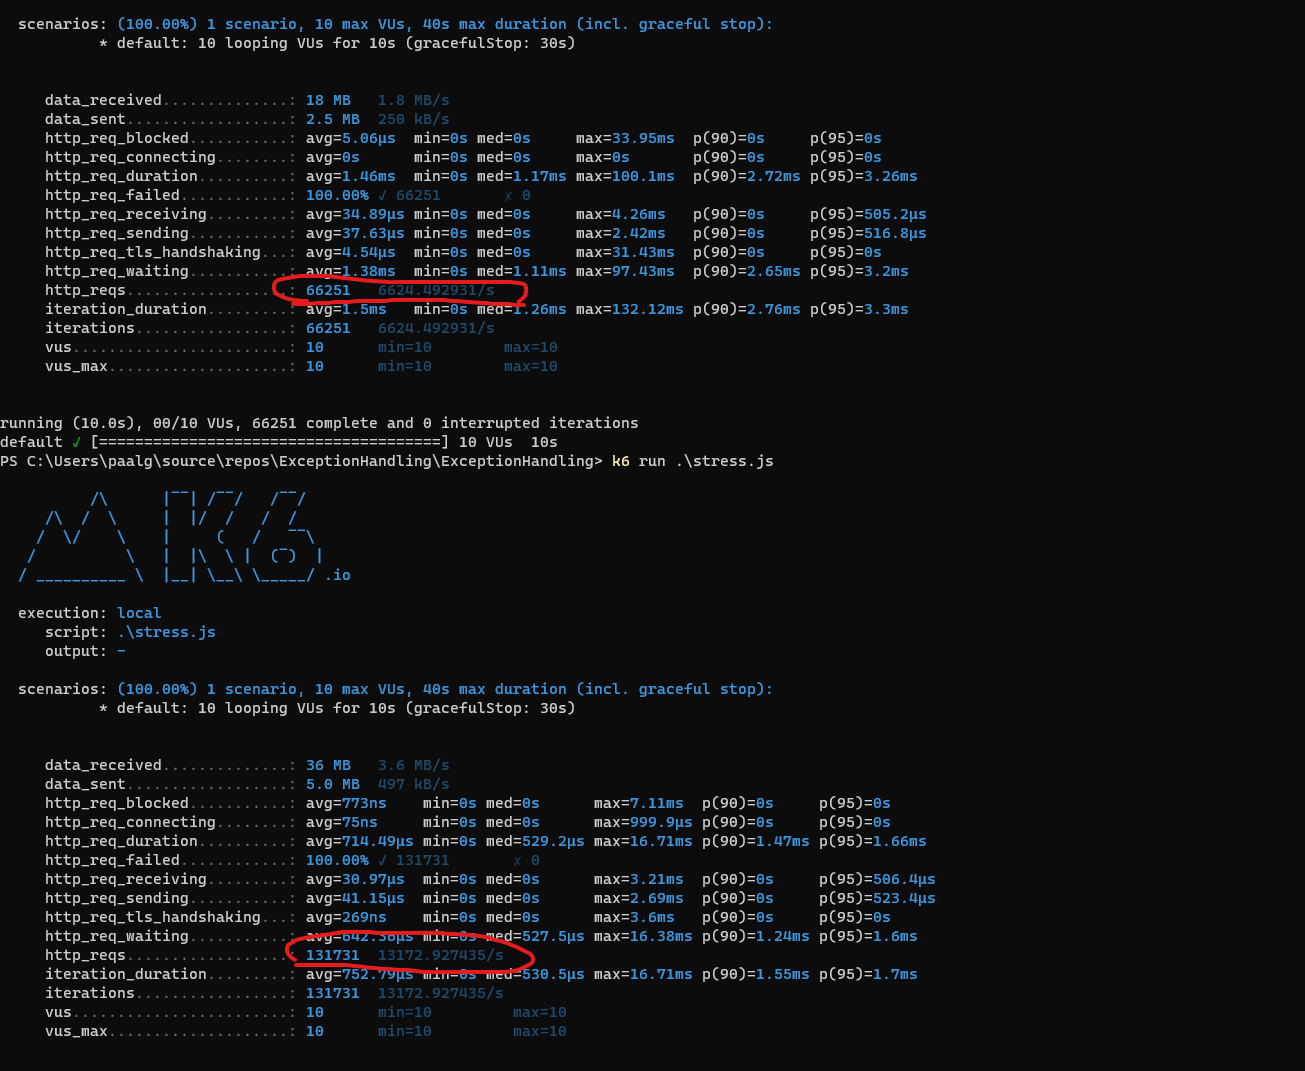 scenarios: (100.00%) 1 scenario, 10 max VUs, 40s max duration (incl. graceful stop):
* default: 10 looping VUs for 10s (gracefulStop: 30s)
data_received..............: 18 MB 1.8 MB/s
data_sent..................: 2.5 MB 250 kB/s
http_req_blocked...........: avg=5.06µs min=0s med=0s max=33.95ms p(90)=0s p(95)=0s
http_req_connecting........: avg=0s min=0s med=0s max=0s p(90)=0s p(95)=0s
http_req_duration..........: avg=1.46ms min=0s med=1.17ms max=100.1ms p(90)=2.72ms p(95)=3.26ms
http_req_failed............: 100.00% ✓ 66251 ✗ 0
http_req_receiving.........: avg=34.89µs min=0s med=0s max=4.26ms p(90)=0s p(95)=505.2µs
http_req_sending...........: avg=37.63µs min=0s med=0s max=2.42ms p(90)=0s p(95)=516.8µs
http_req_tls_handshaking...: avg=4.54µs min=0s med=0s max=31.43ms p(90)=0s p(95)=0s
http_req_waiting...........: avg=1.38ms min=0s med=1.11ms max=97.43ms p(90)=2.65ms p(95)=3.2ms
http_reqs..................: 66251 6624.492931/s
iteration_duration.........: avg=1.5ms min=0s med=1.26ms max=132.12ms p(90)=2.76ms p(95)=3.3ms
iterations.................: 66251 6624.492931/s
vus........................: 10 min=10 max=10
vus_max....................: 10 min=10 max=10
running (10.0s), 00/10 VUs, 66251 complete and 0 interrupted iterations
default ✓ [======================================] 10 VUs 10s
PS C:\Users\paalg\source\repos\ExceptionHandling\ExceptionHandling> k6 run .\stress.js
K6
.io
execution: local
script: .\stress.js
output: -
scenarios: (100.00%) 1 scenario, 10 max VUs, 40s max duration (incl. graceful stop):
* default: 10 looping VUs for 10s (gracefulStop: 30s)
data_received..............: 36 MB 3.6 MB/s
data_sent..................: 5.0 MB 497 kB/s
http_req_blocked...........: avg=773ns min=0s med=0s max=7.11ms p(90)=0s p(95)=0s
http_req_connecting........: avg=75ns min=0s med=0s max=999.9µs p(90)=0s p(95)=0s
http_req_duration..........: avg=714.49µs min=0s med=529.2µs max=16.71ms p(90)=1.47ms p(95)=1.66ms
http_req_failed............: 100.00% ✓ 131731 ✗ 0
http_req_receiving.........: avg=30.97µs min=0s med=0s max=3.21ms p(90)=0s p(95)=506.4µs
http_req_sending...........: avg=41.15µs min=0s med=0s max=2.69ms p(90)=0s p(95)=523.4µs
http_req_tls_handshaking...: avg=269ns min=0s med=0s max=3.6ms p(90)=0s p(95)=0s
http_req_waiting...........: avg=642.36µs min=0s med=527.5µs max=16.38ms p(90)=1.24ms p(95)=1.6ms
http_reqs..................: 131731 13172.927435/s
iteration_duration.........: avg=752.79µs min=0s med=530.5µs max=16.71ms p(90)=1.55ms p(95)=1.7ms
iterations.................: 131731 13172.927435/s
vus........................: 10 min=10 max=10
vus_max....................: 10 min=10 max=10